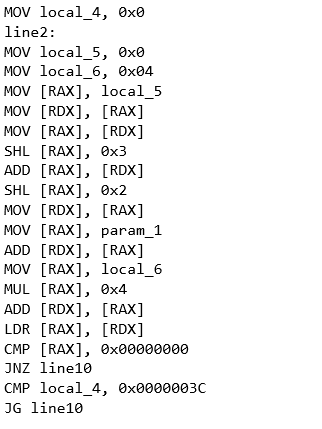 MOV local_4, 0x0
line2:
MOV local_5, 0x0
MOV local_6, 0x04
MOV [RAX], local_5
MOV [RDX], [RAX]
MOV [RAX], [RDX]
SHL [RAX], 0x3
ADD [RAX], [RDX]
SHL [RAX], 0x2
MOV [RDX], [RAX]
MOV [RAX], param_1
ADD [RDX], [RAX]
MOV [RAX], local_6
MUL [RAX], 0x4
ADD [RDX], [RAX]
LDR [RAX], [RDX]
CMP [RAX], 0x00000000
JNZ line10
CMP local_4, 0x0000003C
JG line10